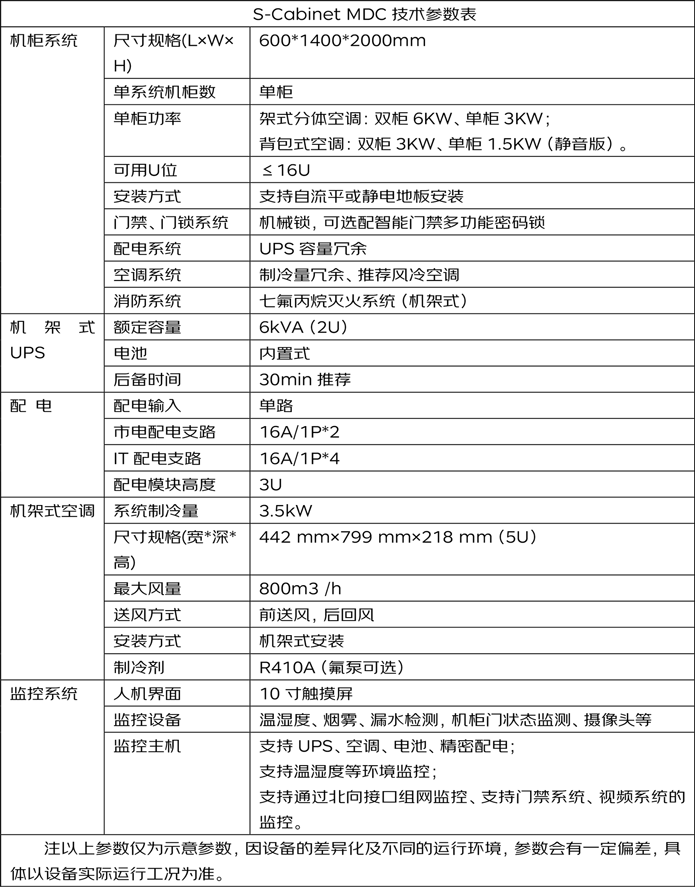 S-Cabinet MDC 技术参数表
机柜系统 尺寸规格(L×W× 600*1400*2000mm
H)
单系统机柜数 单柜
单柜功率 架式分体空调：双柜 6KW、单柜 3KW；
背包式空调：双柜 3KW、单柜 1.5KW（静音版）。
可用U位 ≤16U
安装方式 支持自流平或静电地板安装
门禁、门锁系统 机械锁，可选配智能门禁多功能密码锁
配电系统 UPS 容量冗余
空调系统 制冷量冗余、推荐风冷空调
消防系统 七氟丙烷灭火系统（机架式）
机 架 式 额定容量 6kVA（2U）
UPS 电池 内置式
后备时间 30min 推荐
配 电 配电输入 单路
市电配电支路 16A/1P*2
IT 配电支路 16A/1P*4
配电模块高度 3U
机架式空调 系统制冷量 3.5kW
尺寸规格(宽*深* 442 mm×799 mm×218 mm（5U）
高)
最大风量 800m3 /h
送风方式 前送风，后回风
安装方式 机架式安装
制冷剂 R410A（氟泵可选）
监控系统 人机界面 10 寸触摸屏
监控设备 温湿度、烟雾、漏水检测，机柜门状态监测、摄像头等
监控主机 支持 UPS、空调、电池、精密配电；
支持温湿度等环境监控；
支持通过北向接口组网监控、支持门禁系统、视频系统的
监控。
注以上参数仅为示意参数，因设备的差异化及不同的运行环境，参数会有一定偏差，具
体以设备实际运行工况为准。